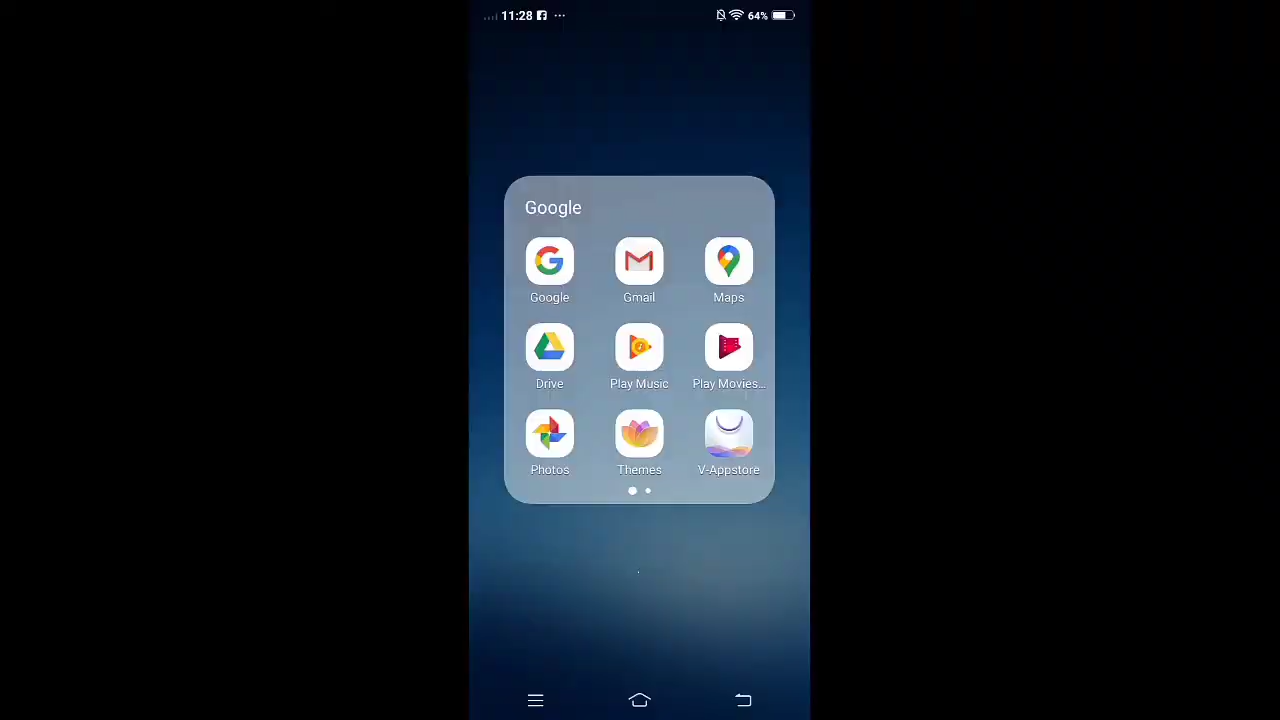 11:28 ... 64%
Google
Google Gmail Maps
Drive Play Music Play Movies...
Photos Themes V-Appstore